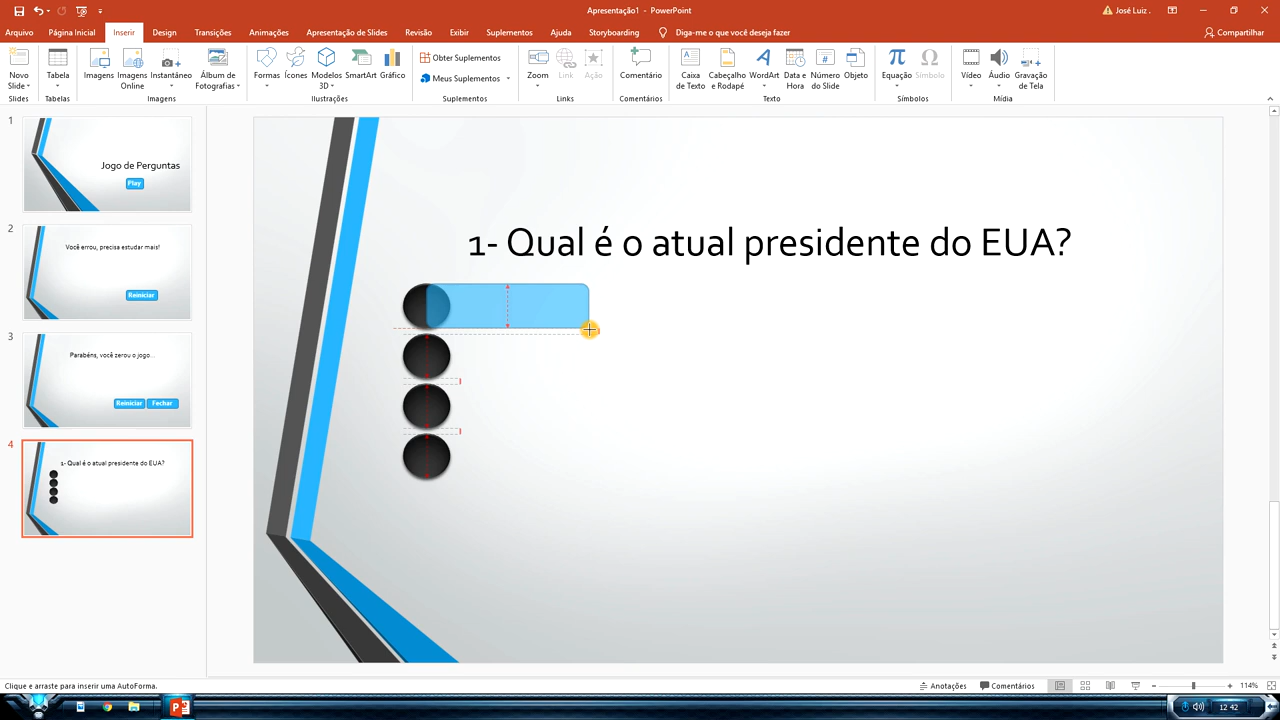 Apresentação1 - PowerPoint
José Luiz .
Arquivo Página Inicial Inserir Design Transições Animações Apresentação de Slides Revisão Exibir Suplementos Ajuda Storyboarding Diga-me o que você deseja fazer Compartilhar
Novo Slide
Tabela
Imagens
Imagens Online
Instantâneo
Álbum de Fotografias
Formas
Ícones
Modelos 3D
SmartArt
Gráfico
Obter Suplementos
Meus Suplementos
Zoom
Link
Ação
Comentário
Caixa de Texto
Cabeçalho e Rodapé
WordArt
Data e Hora
Número do Slide
Objeto
Equação
Símbolo
Vídeo
Áudio
Gravação de Tela
Slides Tabelas Imagens Ilustrações Suplementos Links Comentários Texto Símbolos Mídia
1
Jogo de Perguntas
Play
2
Você errou, precisa estudar mais!
Reiniciar
3
Parabéns, você zerou o jogo...
Reiniciar Fechar
4
1- Qual é o atual presidente do EUA?
1- Qual é o atual presidente do EUA?
Clique e arraste para inserir uma AutoForma.
Anotações Comentários 114%
12 42